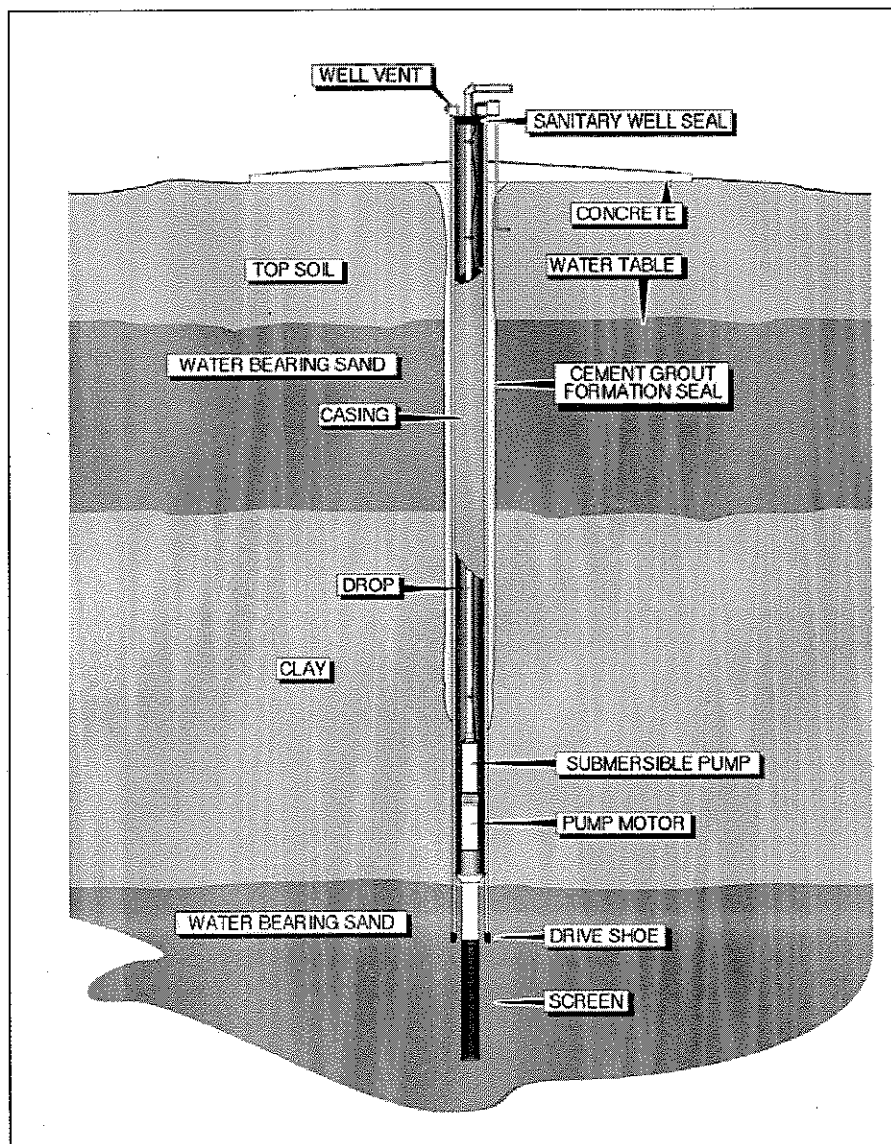 WELL VENT
SANITARY WELL SEAL
CONCRETE
TOP SOIL
WATER TABLE
WATER BEARING SAND
CEMENT GROUT
FORMATION SEAL
CASING
DROP
CLAY
SUBMERSIBLE PUMP
PUMP MOTOR
WATER BEARING SAND
DRIVE SHOE
SCREEN